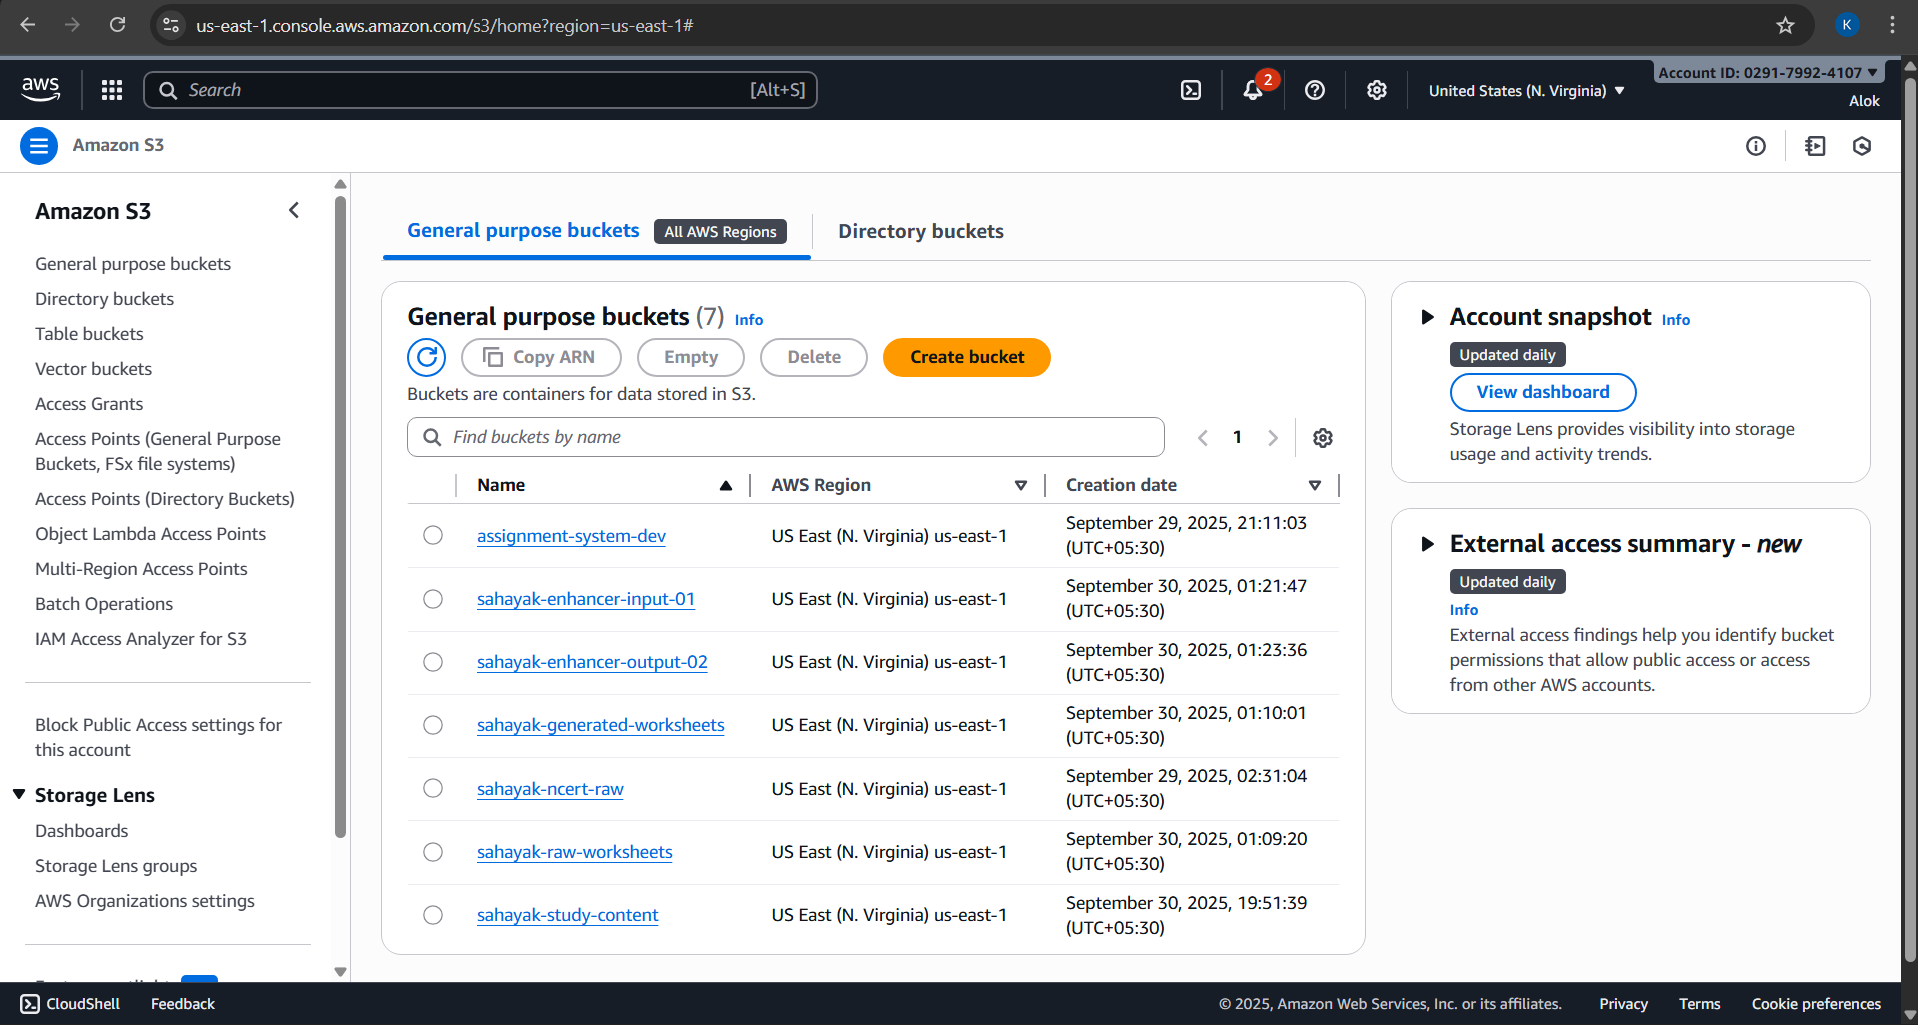 us-east-1.console.aws.amazon.com/s3/home?region=us-east-1#
K
aws
Search
[Alt+S]
2
United States (N. Virginia)
Account ID: 0291-7992-4107
Alok
Amazon S3
Amazon S3
General purpose buckets
Directory buckets
Table buckets
Vector buckets
Access Grants
Access Points (General Purpose
Buckets, FSx file systems)
Access Points (Directory Buckets)
Object Lambda Access Points
Multi-Region Access Points
Batch Operations
IAM Access Analyzer for S3
Block Public Access settings for
this account
Storage Lens
Dashboards
Storage Lens groups
AWS Organizations settings
General purpose buckets
All AWS Regions
Directory buckets
General purpose buckets (7) Info
Copy ARN
Empty
Delete
Create bucket
Buckets are containers for data stored in S3.
Find buckets by name
1
Name
AWS Region
Creation date
assignment-system-dev
US East (N. Virginia) us-east-1
September 29, 2025, 21:11:03
(UTC+05:30)
sahayak-enhancer-input-01
US East (N. Virginia) us-east-1
September 30, 2025, 01:21:47
(UTC+05:30)
sahayak-enhancer-output-02
US East (N. Virginia) us-east-1
September 30, 2025, 01:23:36
(UTC+05:30)
sahayak-generated-worksheets
US East (N. Virginia) us-east-1
September 30, 2025, 01:10:01
(UTC+05:30)
sahayak-ncert-raw
US East (N. Virginia) us-east-1
September 29, 2025, 02:31:04
(UTC+05:30)
sahayak-raw-worksheets
US East (N. Virginia) us-east-1
September 30, 2025, 01:09:20
(UTC+05:30)
sahayak-study-content
US East (N. Virginia) us-east-1
September 30, 2025, 19:51:39
(UTC+05:30)
Account snapshot Info
Updated daily
View dashboard
Storage Lens provides visibility into storage
usage and activity trends.
External access summary - new
Updated daily
Info
External access findings help you identify bucket
permissions that allow public access or access
from other AWS accounts.
CloudShell
Feedback
© 2025, Amazon Web Services, Inc. or its affiliates.
Privacy
Terms
Cookie preferences